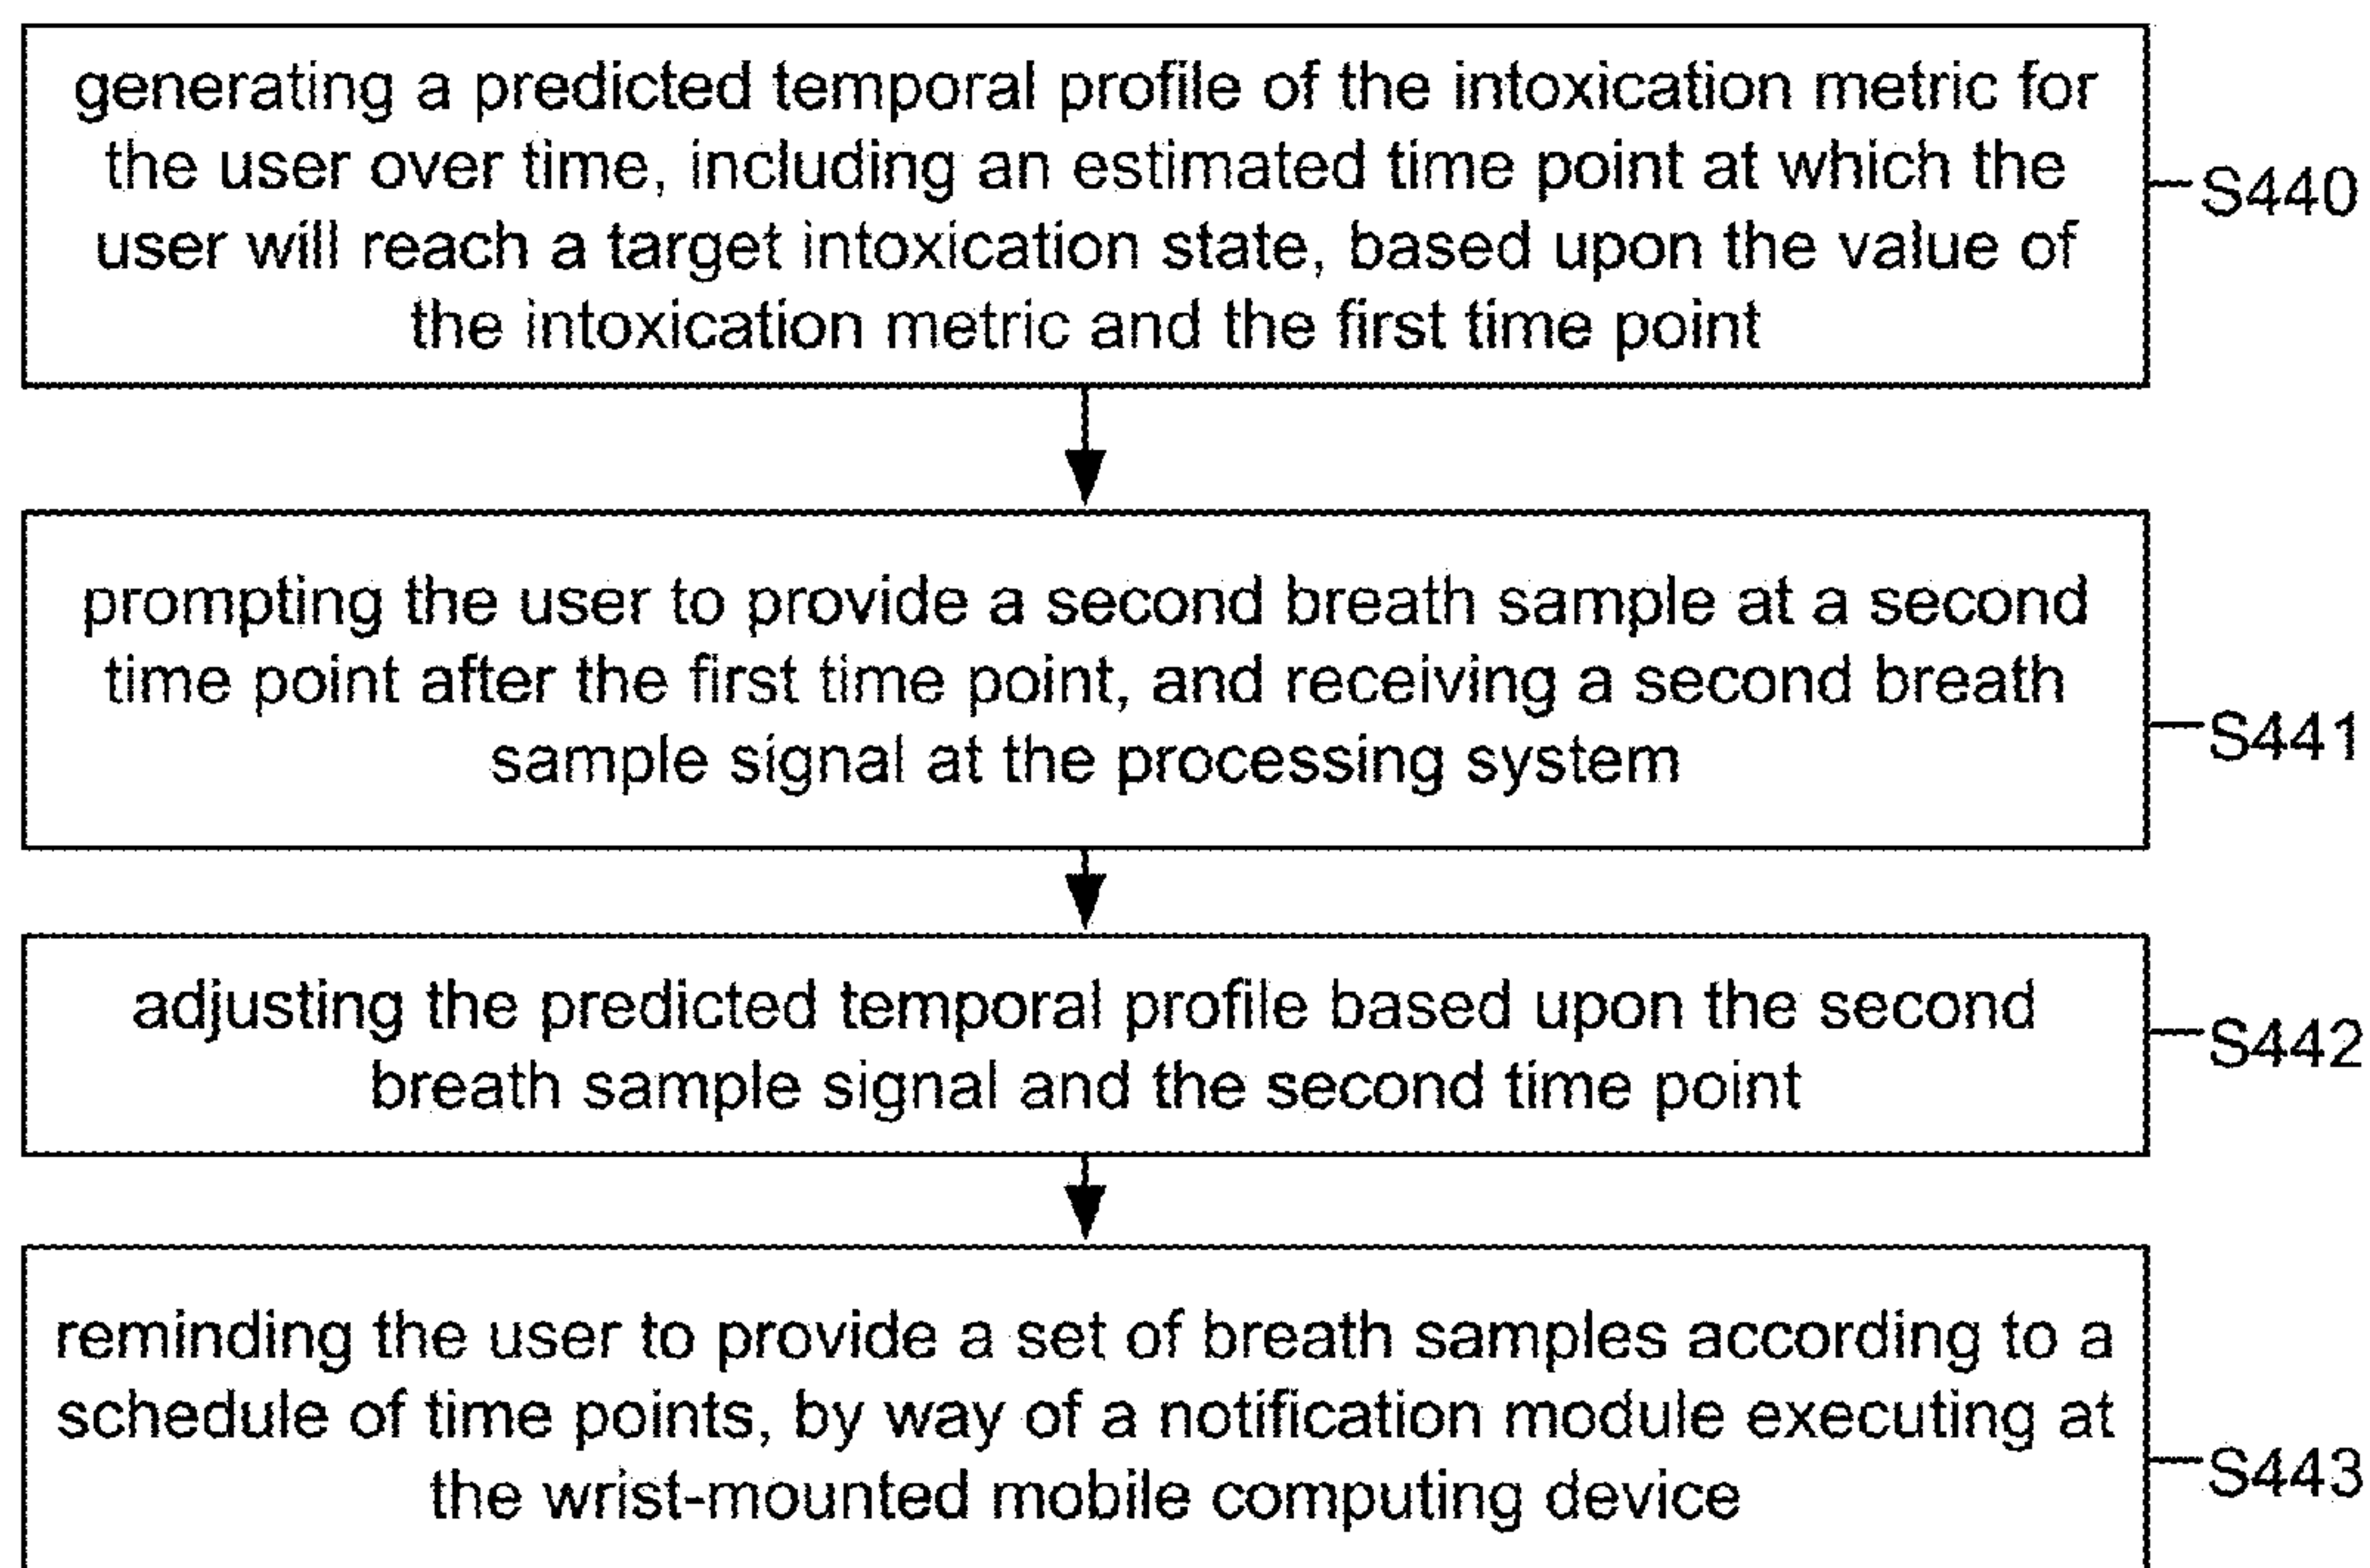 generating a predicted temporal profile of the intoxication metric for
the user over time, including an estimated time point at which the
user will reach a target intoxication state, based upon the value of
the intoxication metric and the first time point
S440
prompting the user to provide a second breath sample at a second
time point after the first time point, and receiving a second breath
sample signal at the processing system
S441
adjusting the predicted temporal profile based upon the second
breath sample signal and the second time point
S442
reminding the user to provide a set of breath samples according to a
schedule of time points, by way of a notification module executing at
the wrist-mounted mobile computing device
S443